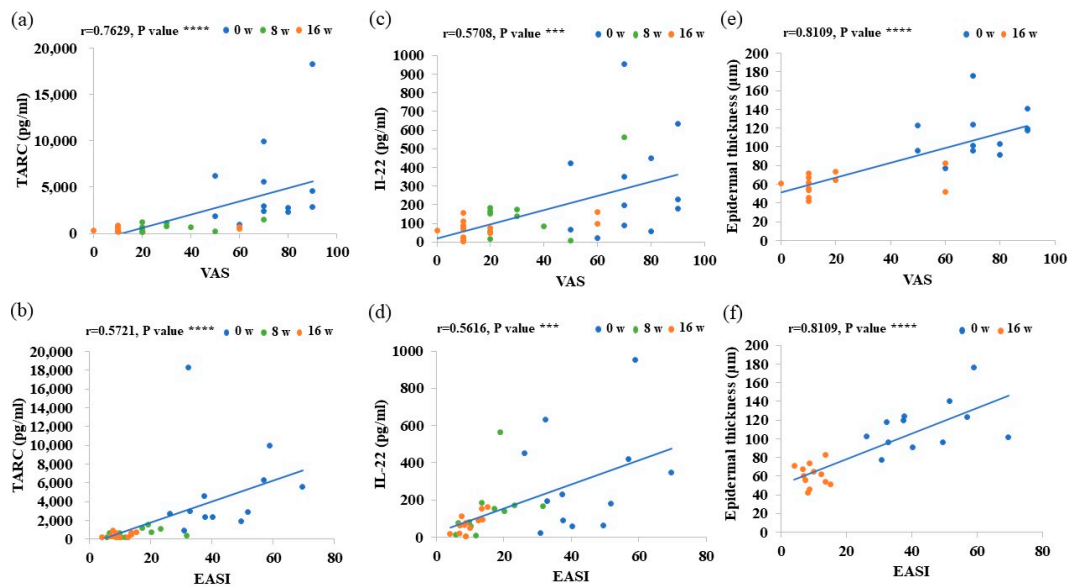 (a)
r=0.7629, P value **** 0 w 8 w 16 w
TARC (pg/ml)
20,000
15,000
10,000
5,000
0
0 20 40 60 80 100
VAS
(c)
r=0.5708, P value *** 0 w 8 w 16 w
Il-22 (pg/ml)
1000
900
800
700
600
500
400
300
200
100
0
0 20 40 60 80 100
VAS
(e)
r=0.8109, P value **** 0 w 16 w
Epidermal thickness (μm)
200
180
160
140
120
100
80
60
40
20
0
0 20 40 60 80 100
VAS
(b)
r=0.5721, P value **** 0 w 8 w 16 w
TARC (pg/ml)
20,000
18,000
16,000
14,000
12,000
10,000
8,000
6,000
4,000
2,000
0
0 20 40 60 80
EASI
(d)
r=0.5616, P value *** 0 w 8 w 16 w
IL-22 (pg/ml)
1000
800
600
400
200
0
0 20 40 60 80
EASI
(f)
r=0.8109, P value **** 0 w 16 w
Epidermal thickness (μm)
200
180
160
140
120
100
80
60
40
20
0
0 20 40 60 80
EASI